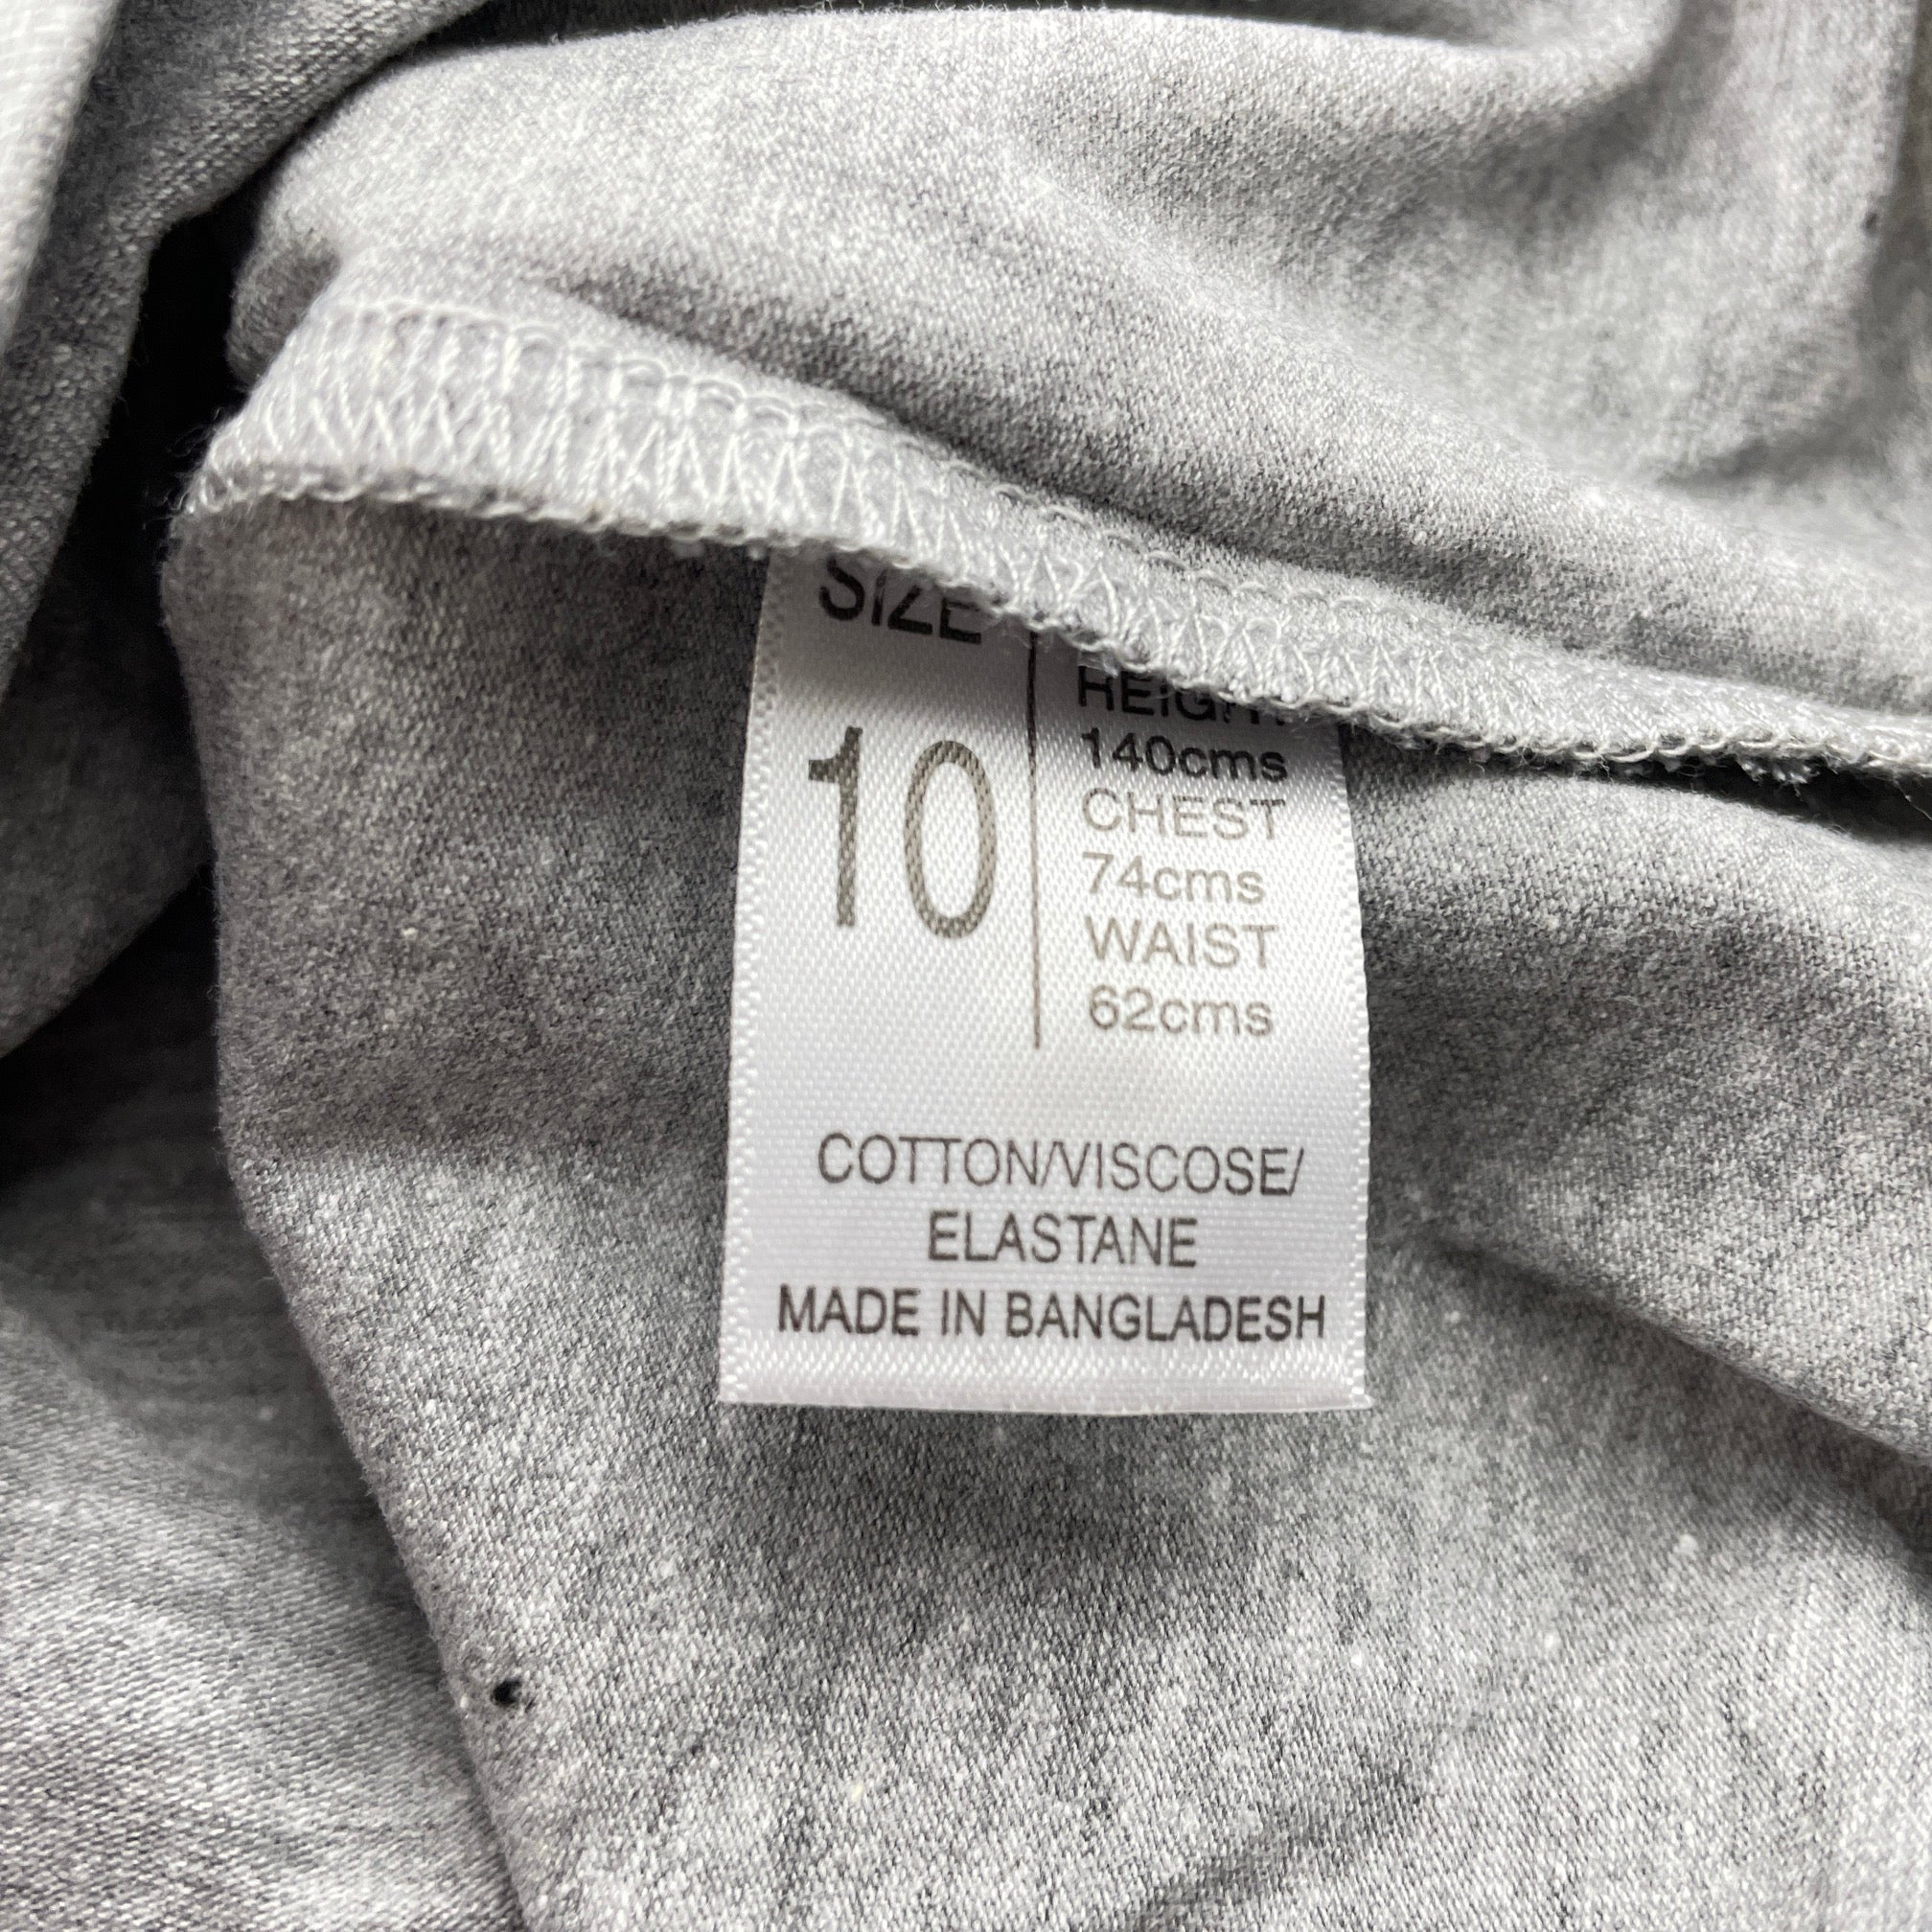 SIZE
10
HEIGHT
140cms
CHEST
74cms
WAIST
62cms
COTTON/VISCOSE/
ELASTANE
MADE IN BANGLADESH